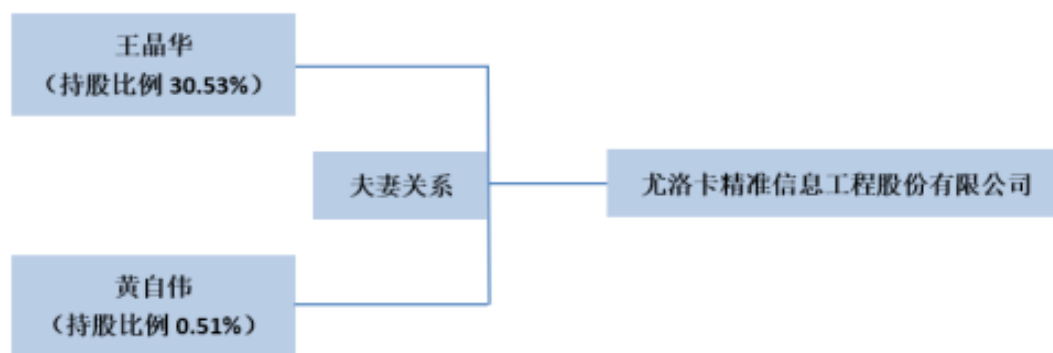 王晶华
（持股比例 30.53%）
夫妻关系
尤洛卡精准信息工程股份有限公司
黄自伟
（持股比例 0.51%）